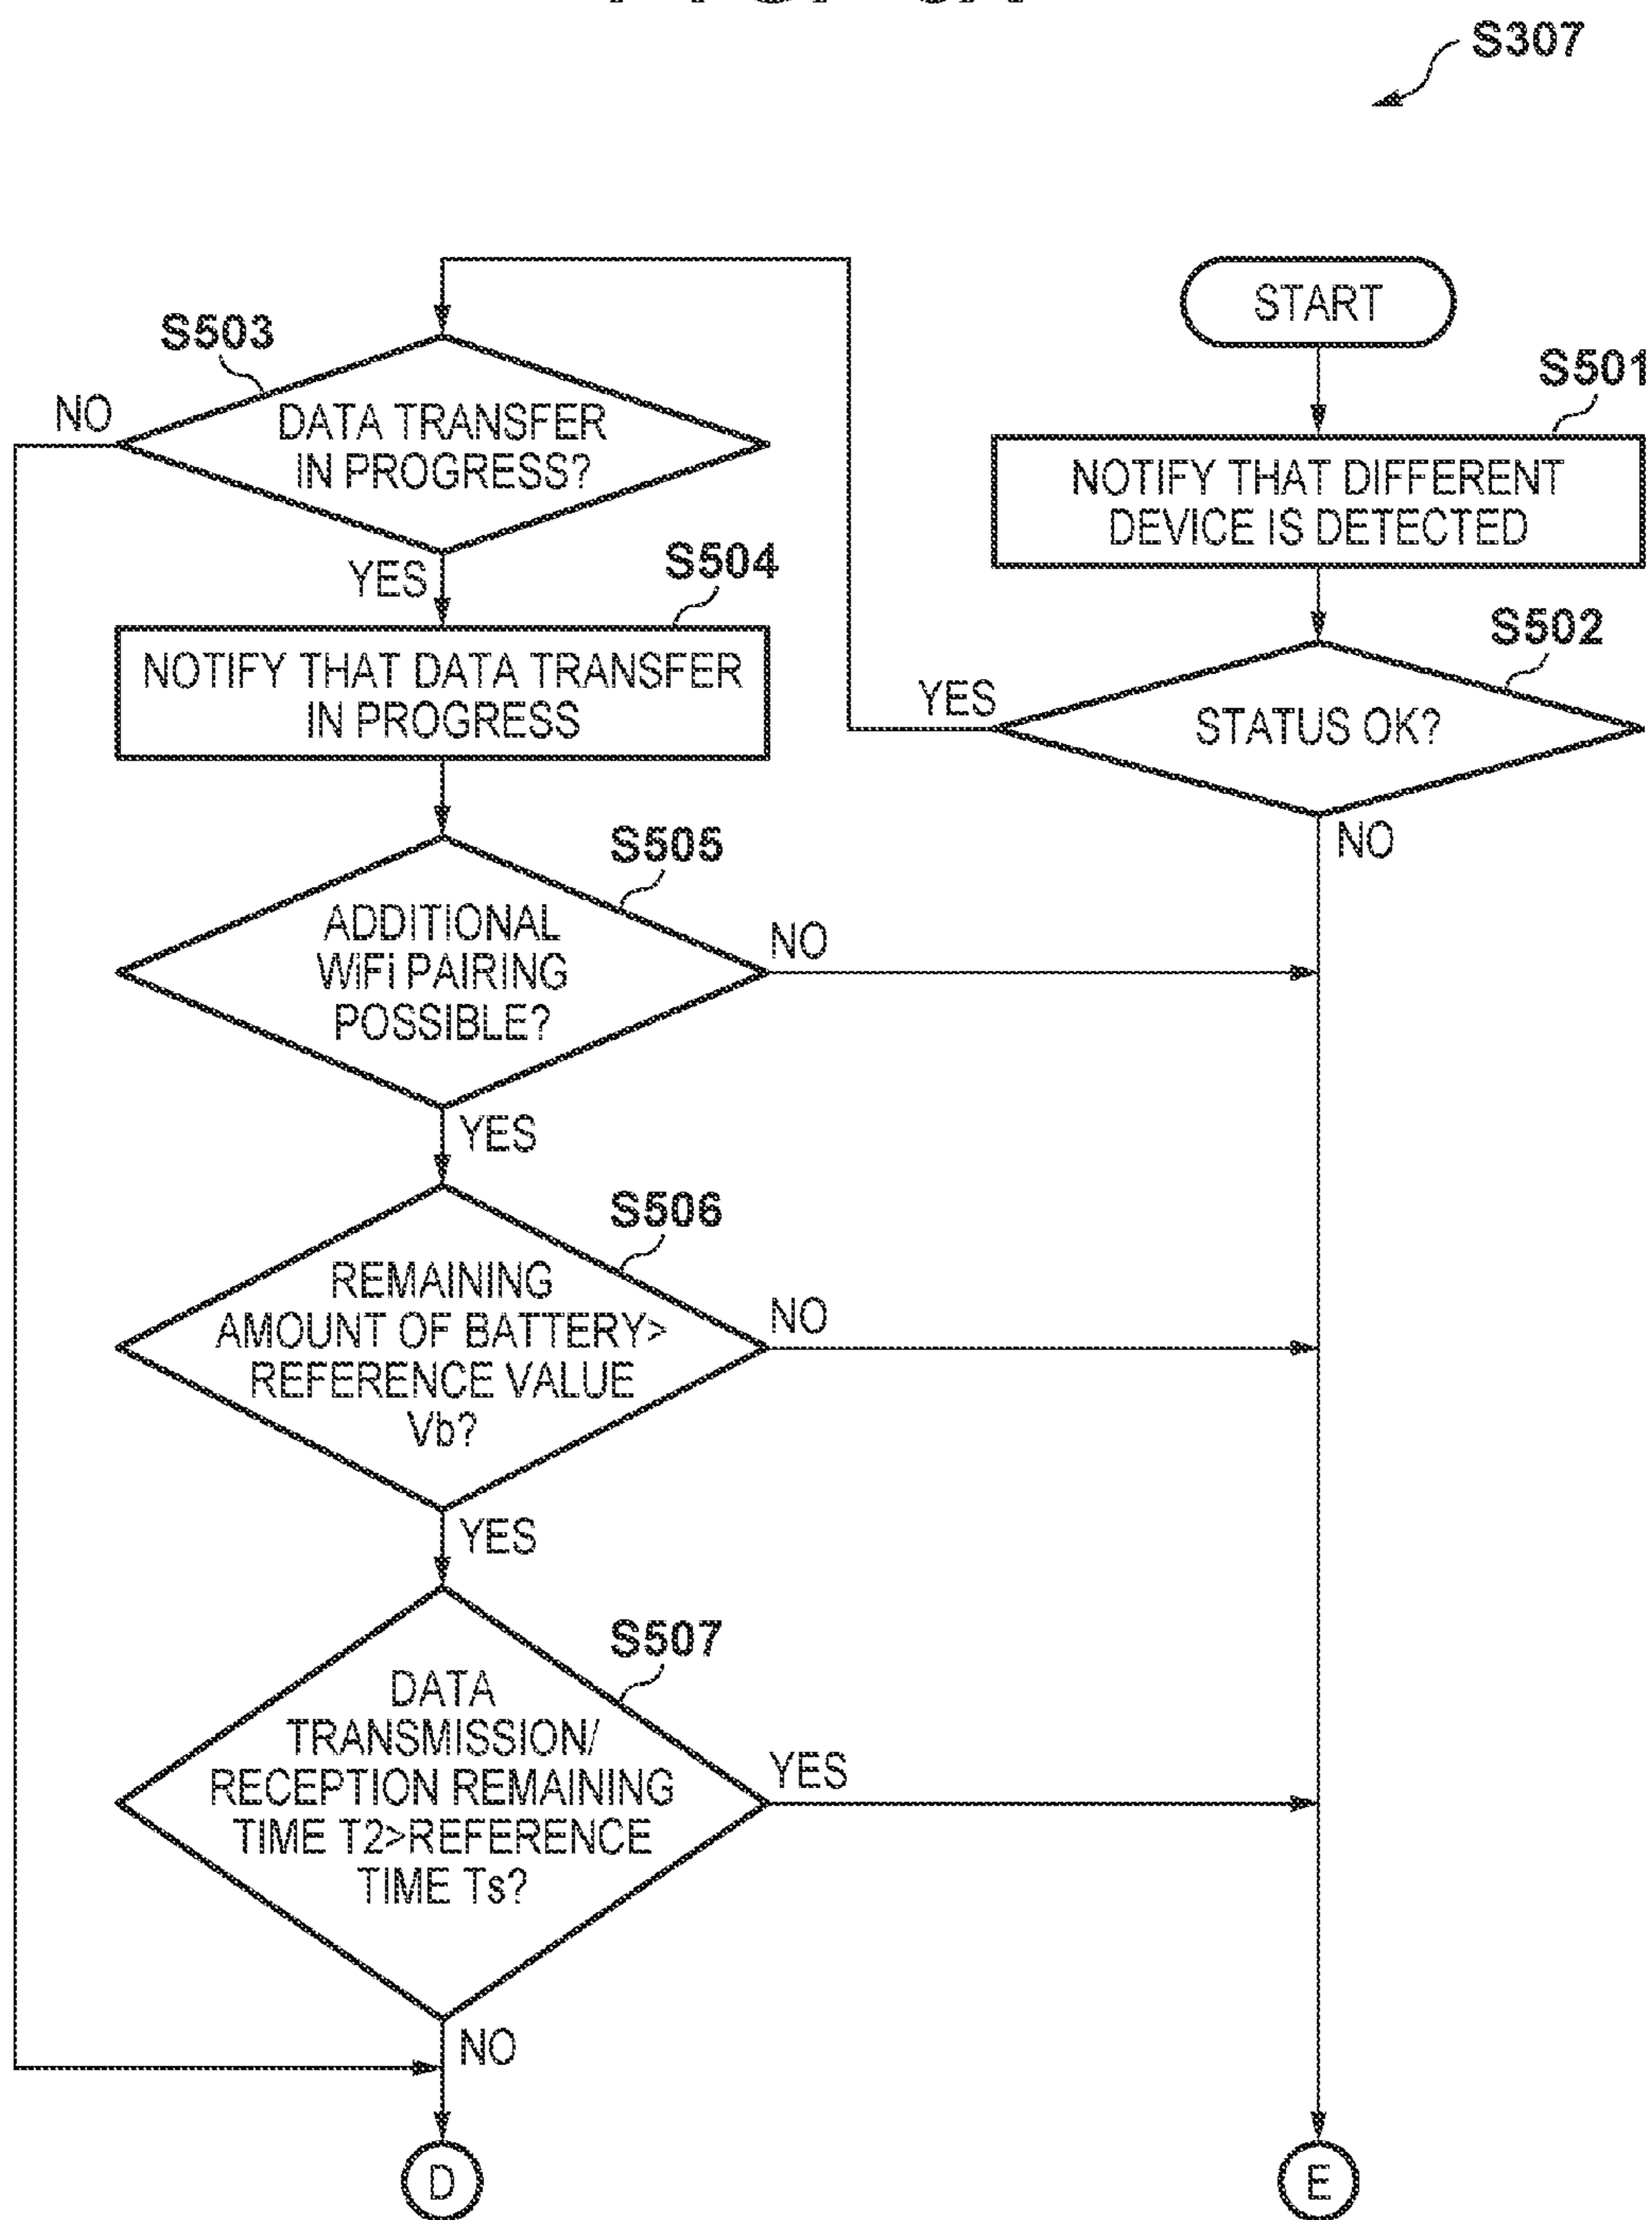 S307
START
S501
NOTIFY THAT DIFFERENT
DEVICE IS DETECTED
S502
STATUS OK?
YES
NO
S503
DATA TRANSFER
IN PROGRESS?
NO
YES
S504
NOTIFY THAT DATA TRANSFER
IN PROGRESS
S505
ADDITIONAL
WiFi PAIRING
POSSIBLE?
NO
YES
S506
REMAINING
AMOUNT OF BATTERY>
REFERENCE VALUE
Vb?
NO
YES
S507
DATA
TRANSMISSION/
RECEPTION REMAINING
TIME T2>REFERENCE
TIME Ts?
YES
NO
D
E